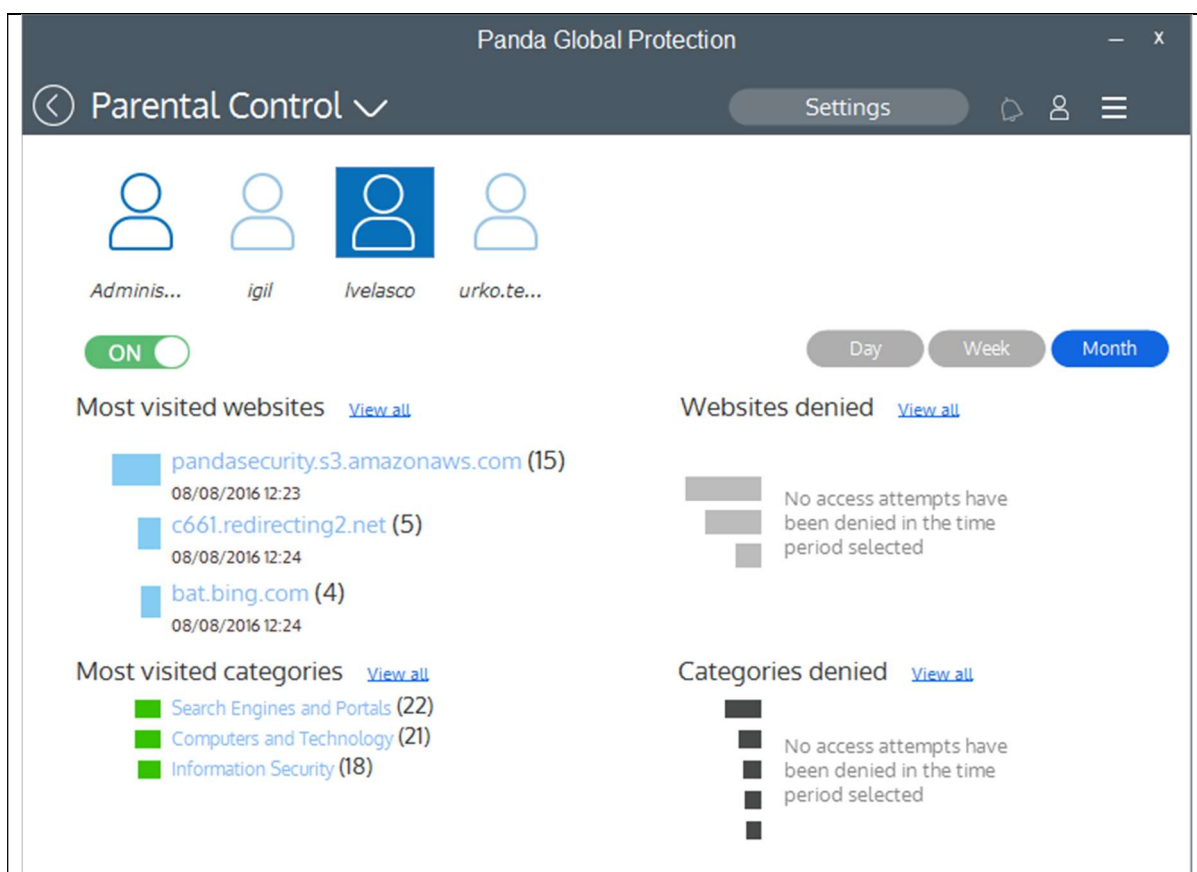 Panda Global Protection
Parental Control
Settings
Adminis...
igil
lvelasco
urko.te...
ON
Day
Week
Month
Most visited websites View all
pandasecurity.s3.amazonaws.com (15)
08/08/2016 12:23
c661.redirecting2.net (5)
08/08/2016 12:24
bat.bing.com (4)
08/08/2016 12:24
Websites denied View all
No access attempts have
been denied in the time
period selected
Most visited categories View all
Search Engines and Portals (22)
Computers and Technology (21)
Information Security (18)
Categories denied View all
No access attempts have
been denied in the time
period selected